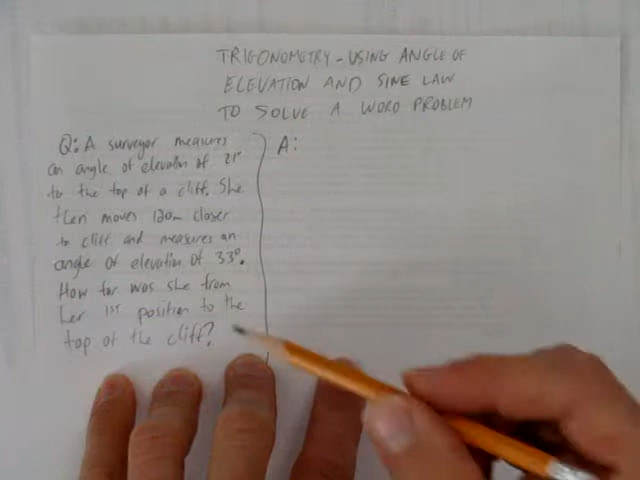 TRIGONOMETRY - USING ANGLE OF
ELEVATION AND SINE LAW
TO SOLVE A WORD PROBLEM
Q: A surveyor measures
an angle of elevation of 21°
to the top of a cliff. She
then moves 120m closer
to cliff and measures an
angle of elevation of 33°.
How far was she from
her 1st position to the
top of the cliff?
A: